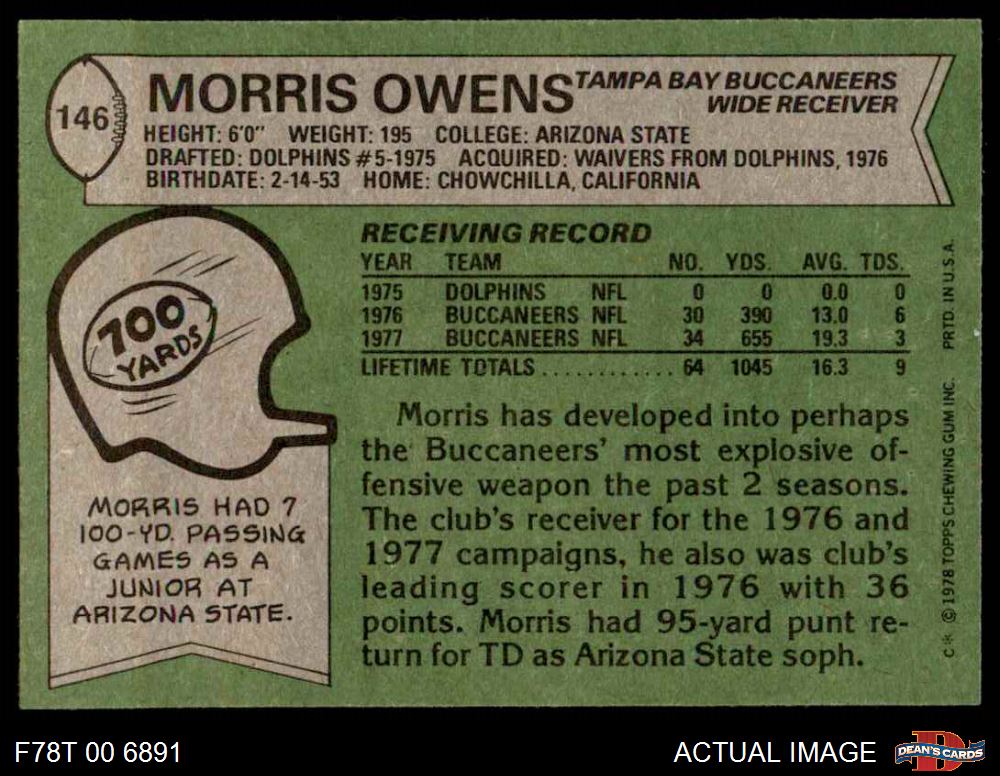 146
MORRIS OWENS
TAMPA BAY BUCCANEERS
WIDE RECEIVER
HEIGHT: 6'0" WEIGHT: 195 COLLEGE: ARIZONA STATE
DRAFTED: DOLPHINS #5-1975 ACQUIRED: WAIVERS FROM DOLPHINS, 1976
BIRTHDATE: 2-14-53 HOME: CHOWCHILLA, CALIFORNIA
700
YARDS
MORRIS HAD 7
100-YD. PASSING
GAMES AS A
JUNIOR AT
ARIZONA STATE.
RECEIVING RECORD
YEAR TEAM NO. YDS. AVG. TDS.
1975 DOLPHINS NFL 0 0 0.0 0
1976 BUCCANEERS NFL 30 390 13.0 6
1977 BUCCANEERS NFL 34 655 19.3 3
LIFETIME TOTALS ............ 64 1045 16.3 9
Morris has developed into perhaps
the Buccaneers' most explosive of-
fensive weapon the past 2 seasons.
The club's receiver for the 1976 and
1977 campaigns, he also was club's
leading scorer in 1976 with 36
points. Morris had 95-yard punt re-
turn for TD as Arizona State soph.
C* ©1978 TOPPS CHEWING GUM INC. PRTD. IN U.S.A.
F78T 00 6891
ACTUAL IMAGE
DEAN'S CARDS